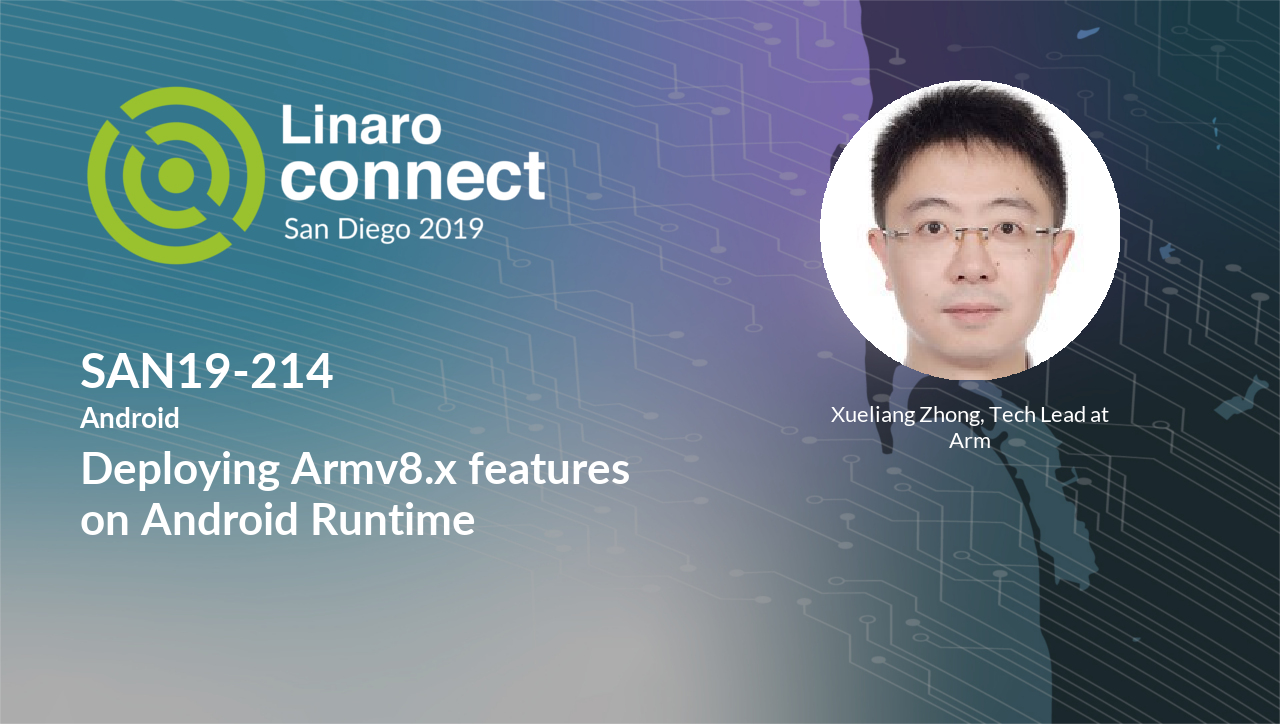 Linaro
connect
San Diego 2019
SAN19-214
Android
Deploying Armv8.x features
on Android Runtime
Xueliang Zhong, Tech Lead at
Arm